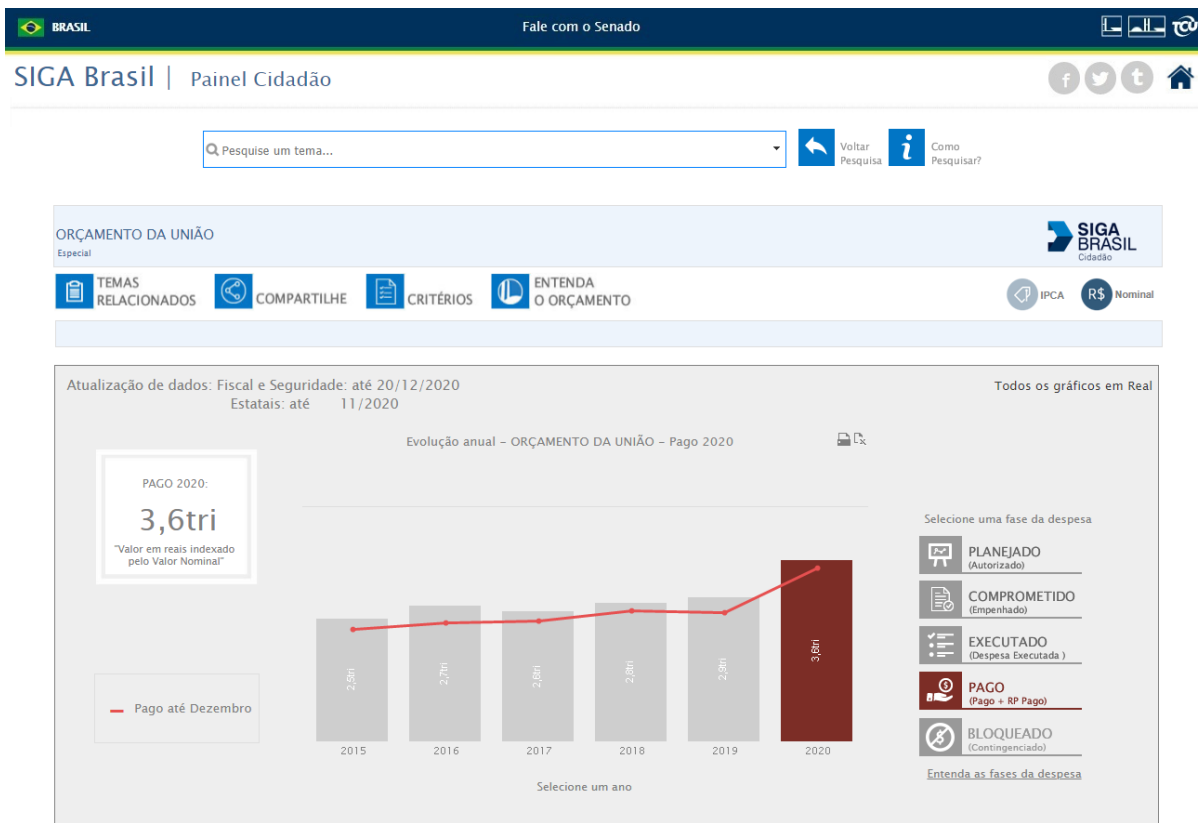 BRASIL
Fale com o Senado
TCU
SIGA Brasil | Painel Cidadão
f
t
Pesquise um tema...
Voltar
Pesquisa
i
Como
Pesquisar?
ORÇAMENTO DA UNIÃO
Especial
SIGA
BRASIL
Cidadão
TEMAS
RELACIONADOS
COMPARTILHE
CRITÉRIOS
ENTENDA
O ORÇAMENTO
IPCA
R$ Nominal
Atualização de dados: Fiscal e Seguridade: até 20/12/2020
Estatais: até 11/2020
Todos os gráficos em Real
Evolução anual - ORÇAMENTO DA UNIÃO - Pago 2020
PAGO 2020:
3,6tri
"Valor em reais indexado
pelo Valor Nominal"
Pago até Dezembro
2,5tri
2,7tri
2,6tri
2,8tri
2,9tri
3,6tri
2015
2016
2017
2018
2019
2020
Selecione um ano
Selecione uma fase da despesa
PLANEJADO
(Autorizado)
COMPROMETIDO
(Empenhado)
EXECUTADO
(Despesa Executada )
PAGO
(Pago + RP Pago)
BLOQUEADO
(Contingenciado)
Entenda as fases da despesa